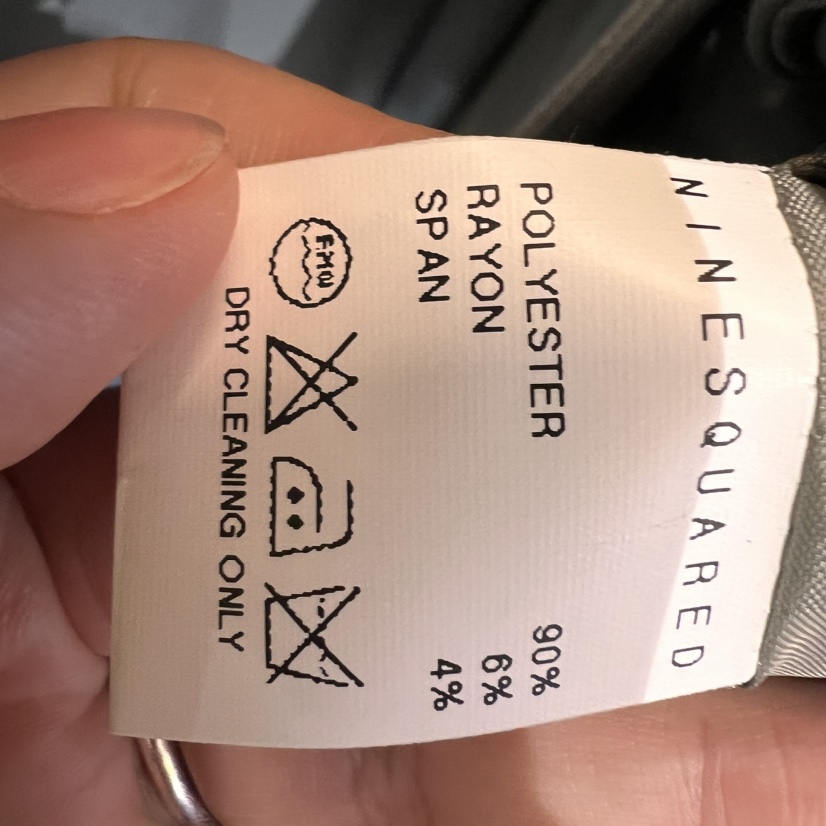 NINESQUARED
POLYESTER 90%
RAYON 6%
SPAN 4%
DRY CLEANING ONLY